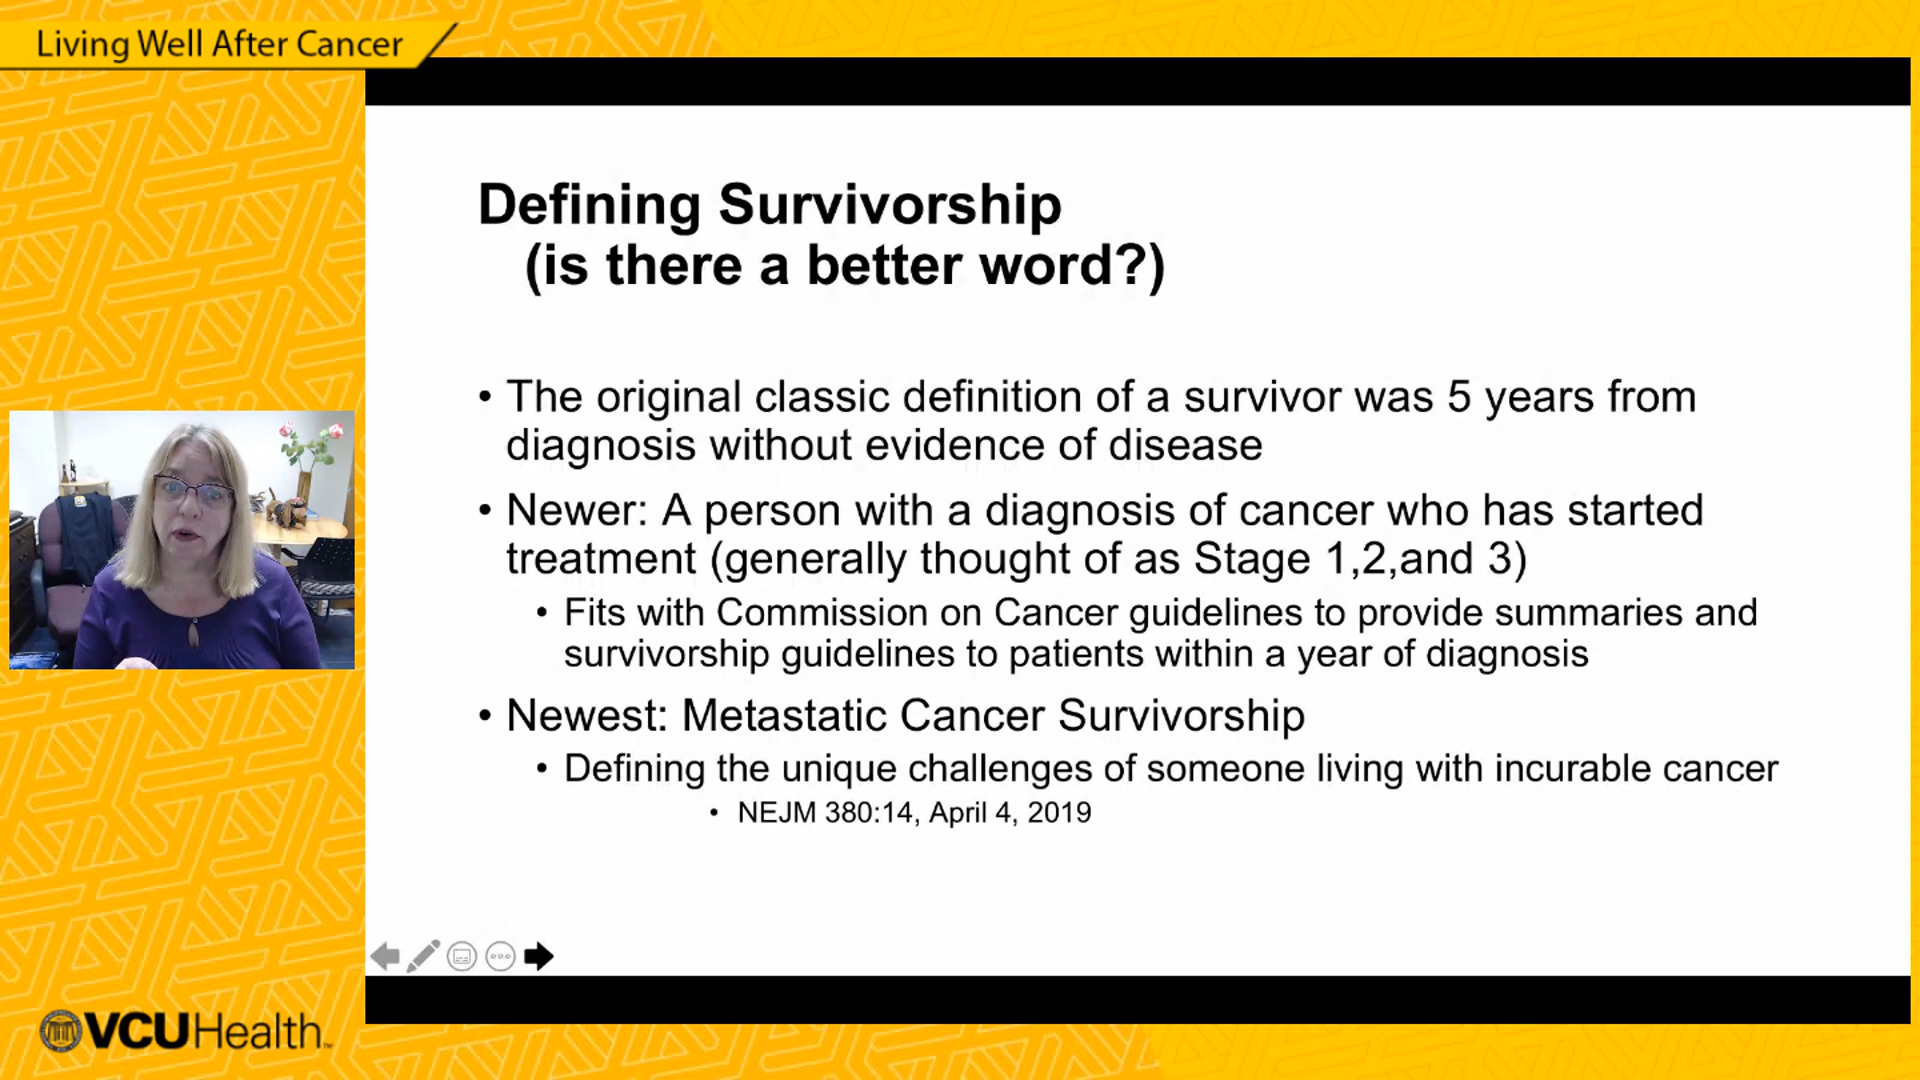 Living Well After Cancer
Defining Survivorship
(is there a better word?)
• The original classic definition of a survivor was 5 years from
diagnosis without evidence of disease
• Newer: A person with a diagnosis of cancer who has started
treatment (generally thought of as Stage 1,2,and 3)
• Fits with Commission on Cancer guidelines to provide summaries and
survivorship guidelines to patients within a year of diagnosis
• Newest: Metastatic Cancer Survivorship
• Defining the unique challenges of someone living with incurable cancer
• NEJM 380:14, April 4, 2019
VCUHealth™